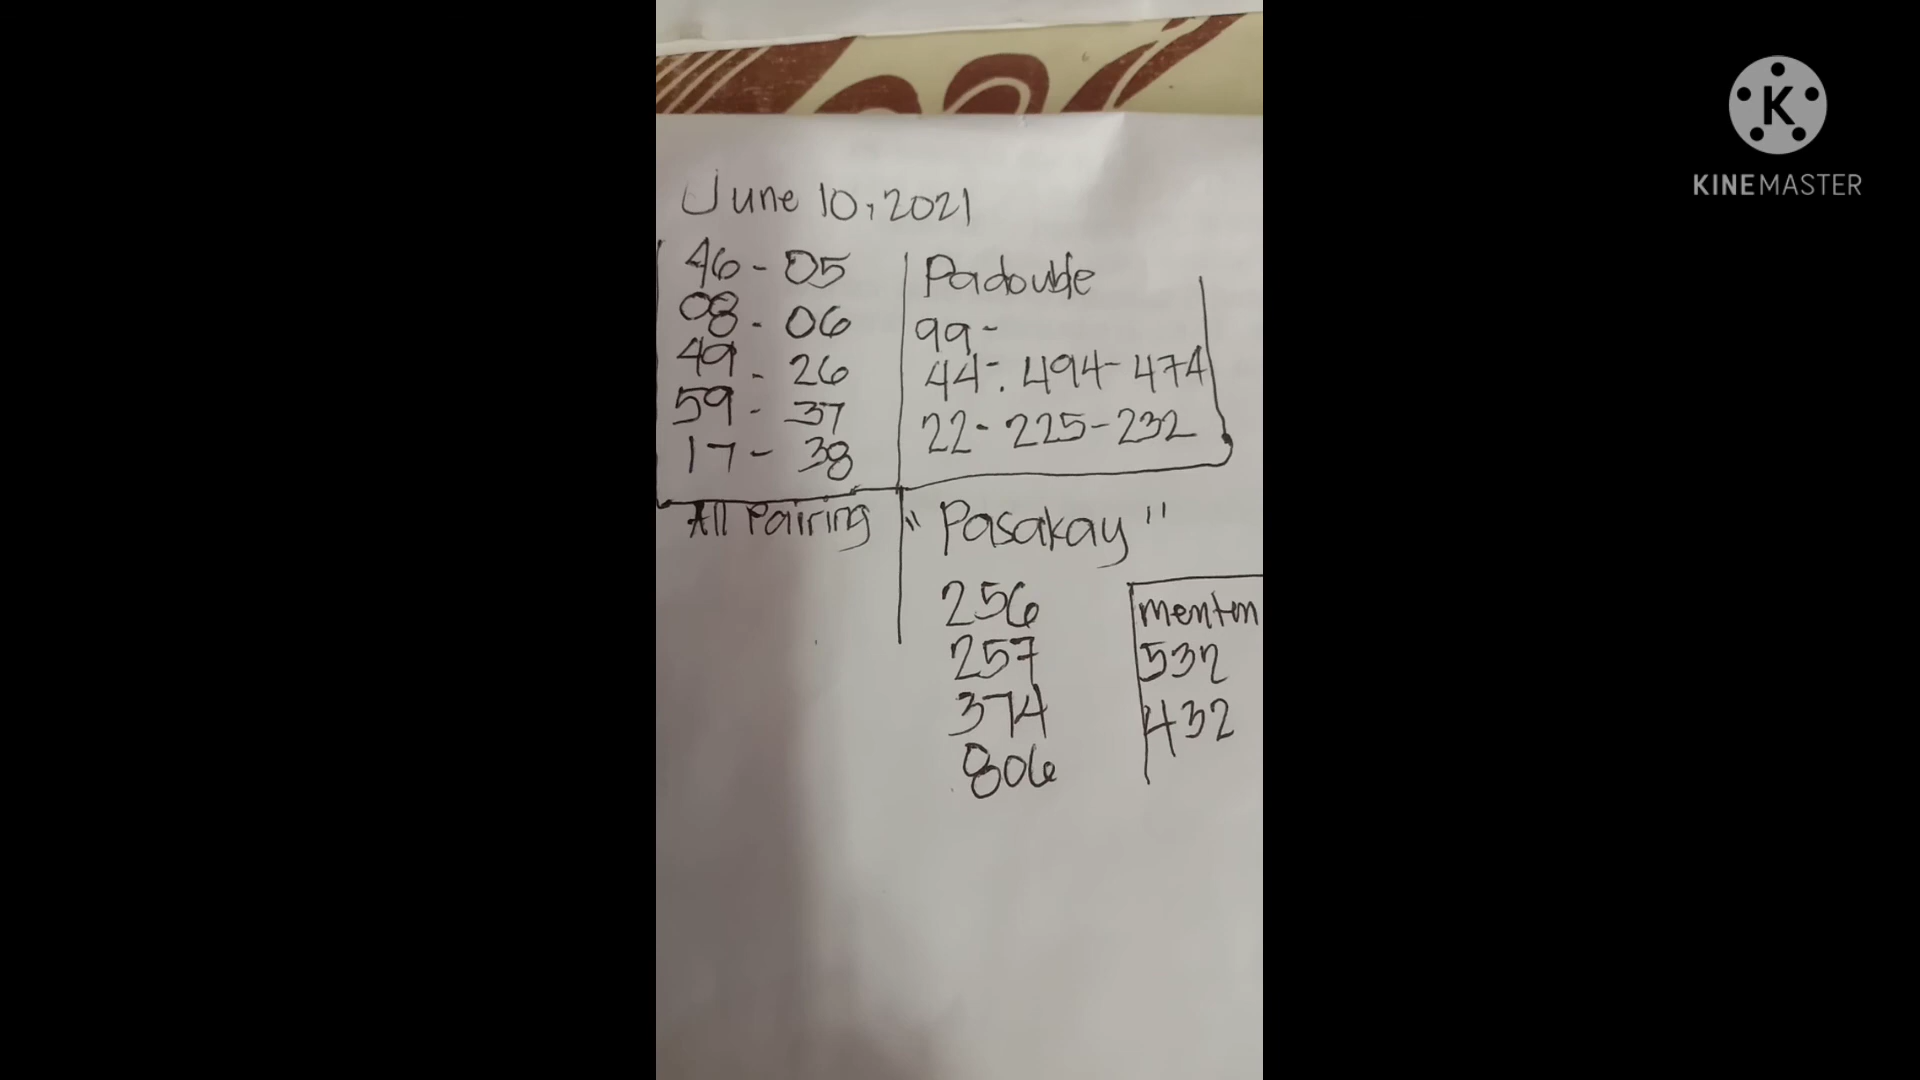 June 10, 2021
46 - 05
08 - 06
49 - 26
59 - 37
17 - 38
All Pairing
Padouble
99 -
44 - . 494 - 474
22 - 225 - 232
"Pasakay"
256
257
374
806
menten
532
432
K
KINEMASTER